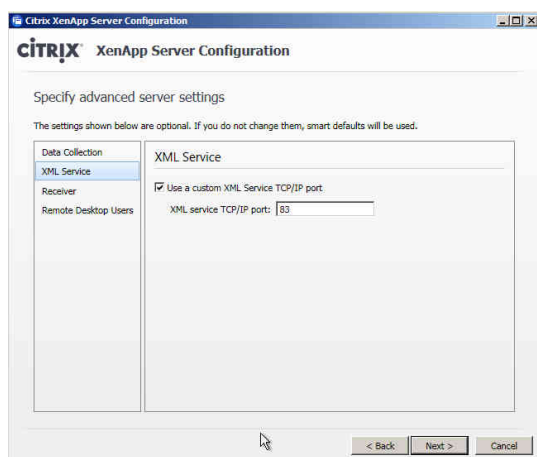 Citrix XenApp Server Configuration
CİTRIX XenApp Server Configuration
Specify advanced server settings
The settings shown below are optional. If you do not change them, smart defaults will be used.
Data Collection
XML Service
Receiver
Remote Desktop Users
XML Service
Use a custom XML Service TCP/IP port
XML service TCP/IP port: 83
< Back Next > Cancel